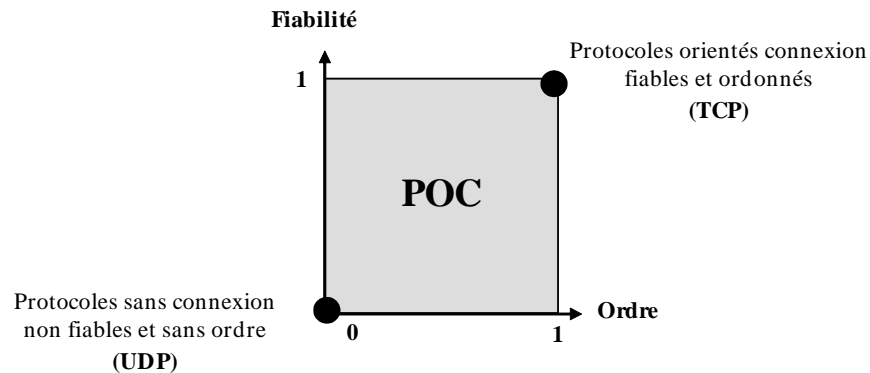 Fiabilité
Protocoles orientés connexion
fiables et ordonnés
(TCP)
1
POC
Protocoles sans connexion
non fiables et sans ordre
(UDP)
0
1
Ordre